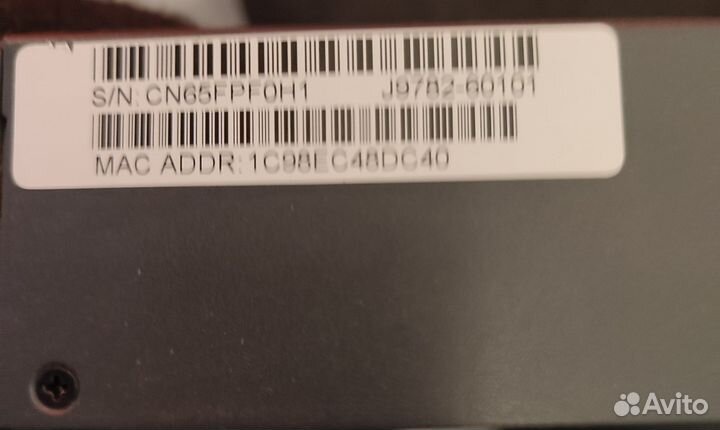 S/N: CN65FPF0H1 J9782-60101
MAC ADDR: 1C98EC48DC40
Avito